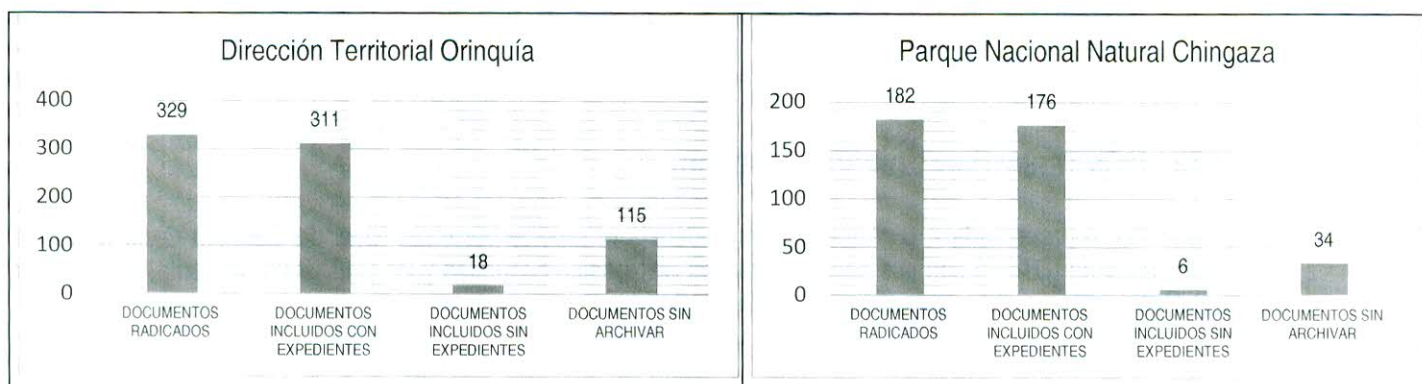 Dirección Territorial Orinquía
400
300
200
100
0
329
311
18
115
DOCUMENTOS
RADICADOS
DOCUMENTOS
INCLUIDOS CON
EXPEDIENTES
DOCUMENTOS
INCLUIDOS SIN
EXPEDIENTES
DOCUMENTOS SIN
ARCHIVAR
Parque Nacional Natural Chingaza
200
150
100
50
0
182
176
6
34
DOCUMENTOS
RADICADOS
DOCUMENTOS
INCLUIDOS CON
EXPEDIENTES
DOCUMENTOS
INCLUIDOS SIN
EXPEDIENTES
DOCUMENTOS SIN
ARCHIVAR